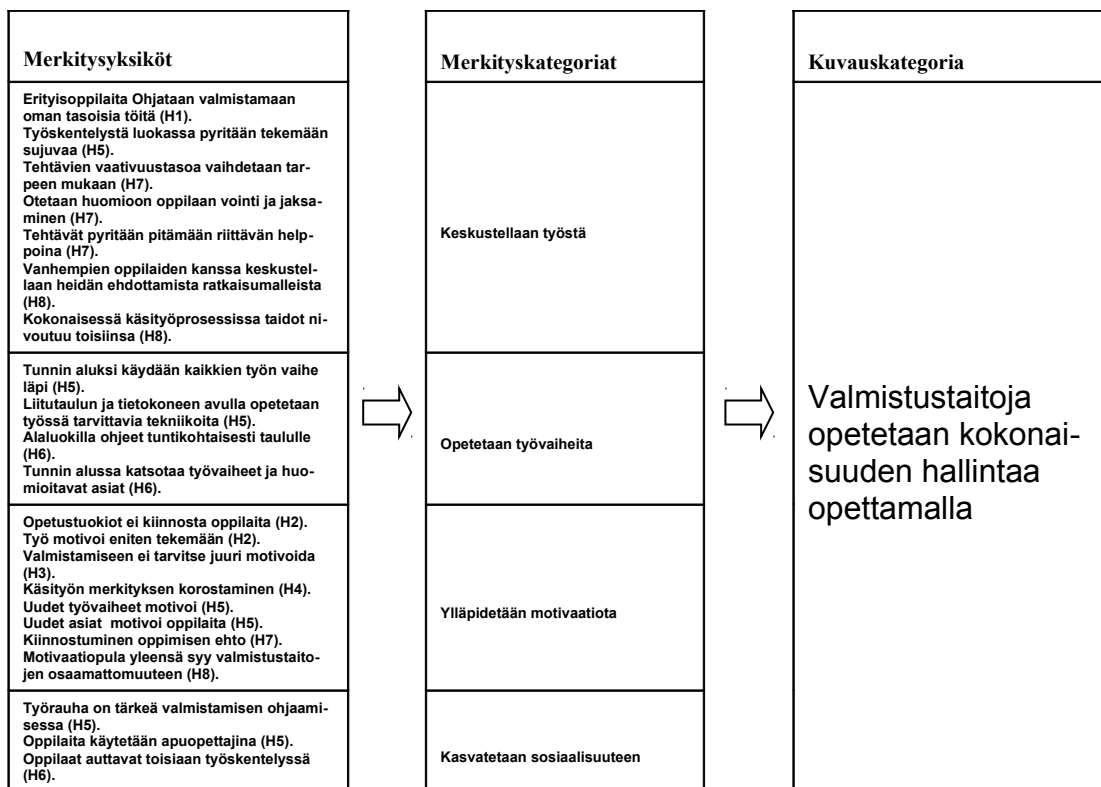 Merkitysyksiköt
Erityisoppilaita Ohjataan valmistamaan
oman tasoisia töitä (H1).
Työskentelystä luokassa pyritään tekemään
sujuvaa (H5).
Tehtävien vaativuustasoa vaihdetaan tar-
peen mukaan (H7).
Otetaan huomioon oppilaan vointi ja jaksa-
minen (H7).
Tehtävät pyritään pitämään riittävän help-
poina (H7).
Vanhempien oppilaiden kanssa keskustel-
laan heidän ehdottamista ratkaisumalleista
(H8).
Kokonaisessä käsityöprosessissa taidot ni-
voutuu toisiinsa (H8).
Tunnin aluksi käydään kaikkien työn vaihe
läpi (H5).
Liitutaulun ja tietokoneen avulla opetetaan
työssä tarvittavia tekniikoita (H5).
Alaluokilla ohjeet tuntikohtaisesti taululle
(H6).
Tunnin alussa katsotaa työvaiheet ja huo-
mioitavat asiat (H6).
Opetustuokiot ei kiinnosta oppilaita (H2).
Työ motivoi eniten tekemään (H2).
Valmistamiseen ei tarvitse juuri motivoida
(H3).
Käsityön merkityksen korostaminen (H4).
Uudet työvaiheet motivoi (H5).
Uudet asiat motivoi oppilaita (H5).
Kiinnostuminen oppimisen ehto (H7).
Motivaatiopula yleensä syy valmistustaito-
jen osaamattomuuteen (H8).
Työrauha on tärkeä valmistamisen ohjaami-
sessa (H5).
Oppilaita käytetään apuopettajina (H5).
Oppilaat auttavat toisiaan työskentelyssä
(H6).
Merkityskategoriat
Keskustellaan työstä
Opetetaan työvaiheita
Ylläpidetään motivaatiota
Kasvatetaan sosiaalisuuteen
Kuvauskategoria
Valmistustaitoja
opetetaan kokonai-
suuden hallintaa
opettamalla